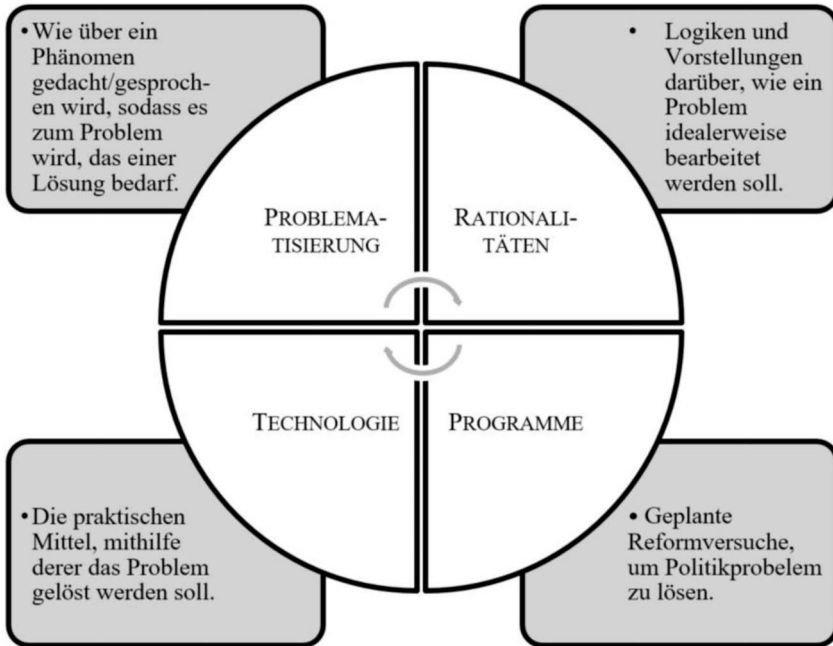 • Wie über ein
Phänomen
gedacht/gesproch-
en wird, sodass es
zum Problem
wird, das einer
Lösung bedarf.
• Logiken und
Vorstellungen
darüber, wie ein
Problem
idealerweise
bearbeitet
werden soll.
PROBLEMA-
TISIERUNG
RATIONALI-
TÄTEN
TECHNOLOGIE
PROGRAMME
• Die praktischen
Mittel, mithilfe
derer das Problem
gelöst werden soll.
• Geplante
Reformversuche,
um Politikprobelem
zu lösen.